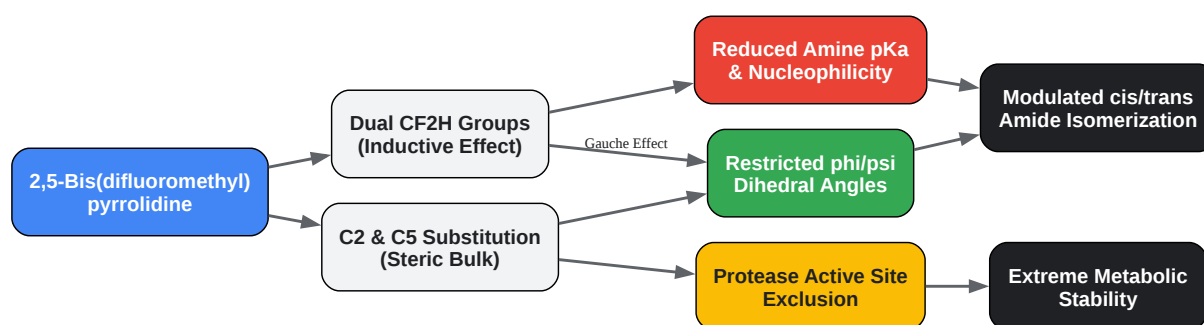 2,5-Bis(difluoromethyl)
pyrrolidine
Dual CF2H Groups
(Inductive Effect)
C2 & C5 Substitution
(Steric Bulk)
Gauche Effect
Reduced Amine pKa
& Nucleophilicity
Restricted phi/psi
Dihedral Angles
Protease Active Site
Exclusion
Modulated cis/trans
Amide Isomerization
Extreme Metabolic
Stability